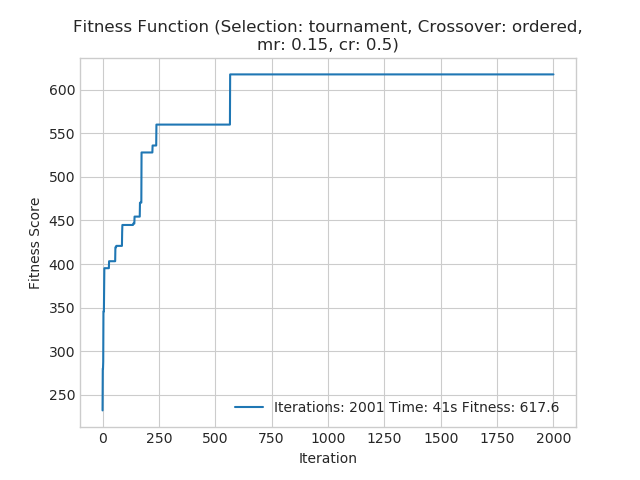 Fitness Function (Selection: tournament, Crossover: ordered,
mr: 0.15, cr: 0.5)
Fitness Score
600
550
500
450
400
350
300
250
Iterations: 2001 Time: 41s Fitness: 617.6
0 250 500 750 1000 1250 1500 1750 2000
Iteration